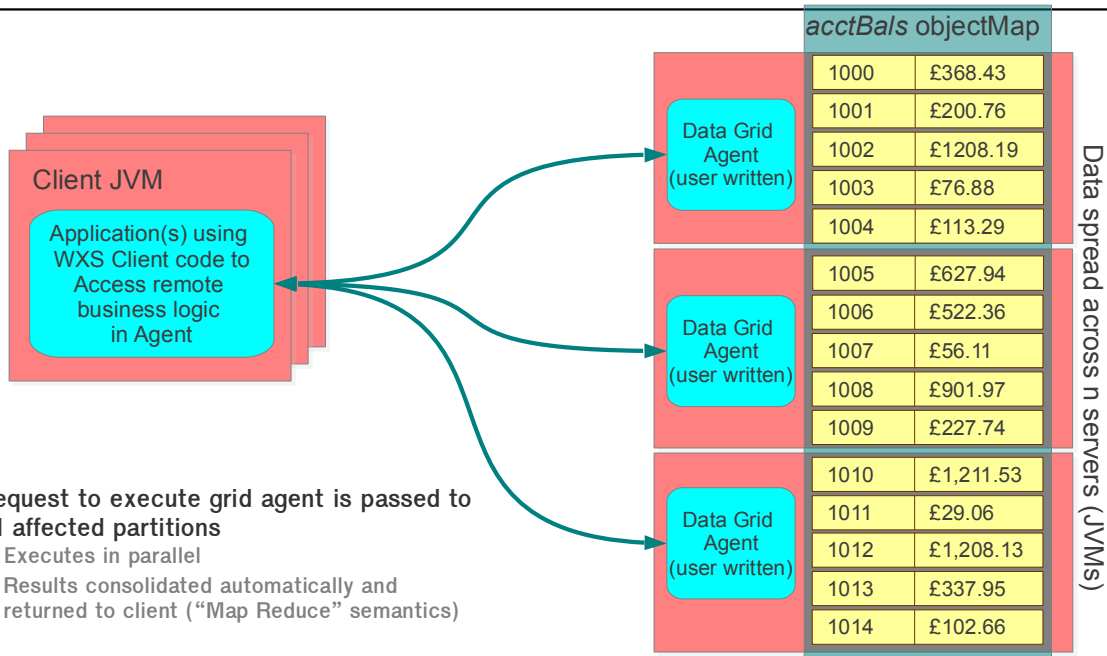 acctBals objectMap
Client JVM
Application(s) using
WXS Client code to
Access remote
business logic
in Agent
Data Grid
Agent
(user written)
1000 £368.43
1001 £200.76
1002 £1208.19
1003 £76.88
1004 £113.29
Data Grid
Agent
(user written)
1005 £627.94
1006 £522.36
1007 £56.11
1008 £901.97
1009 £227.74
Data Grid
Agent
(user written)
1010 £1,211.53
1011 £29.06
1012 £1,208.13
1013 £337.95
1014 £102.66
Data spread across n servers (JVMs)
equest to execute grid agent is passed to
l affected partitions
Executes in parallel
Results consolidated automatically and
returned to client (“Map Reduce” semantics)